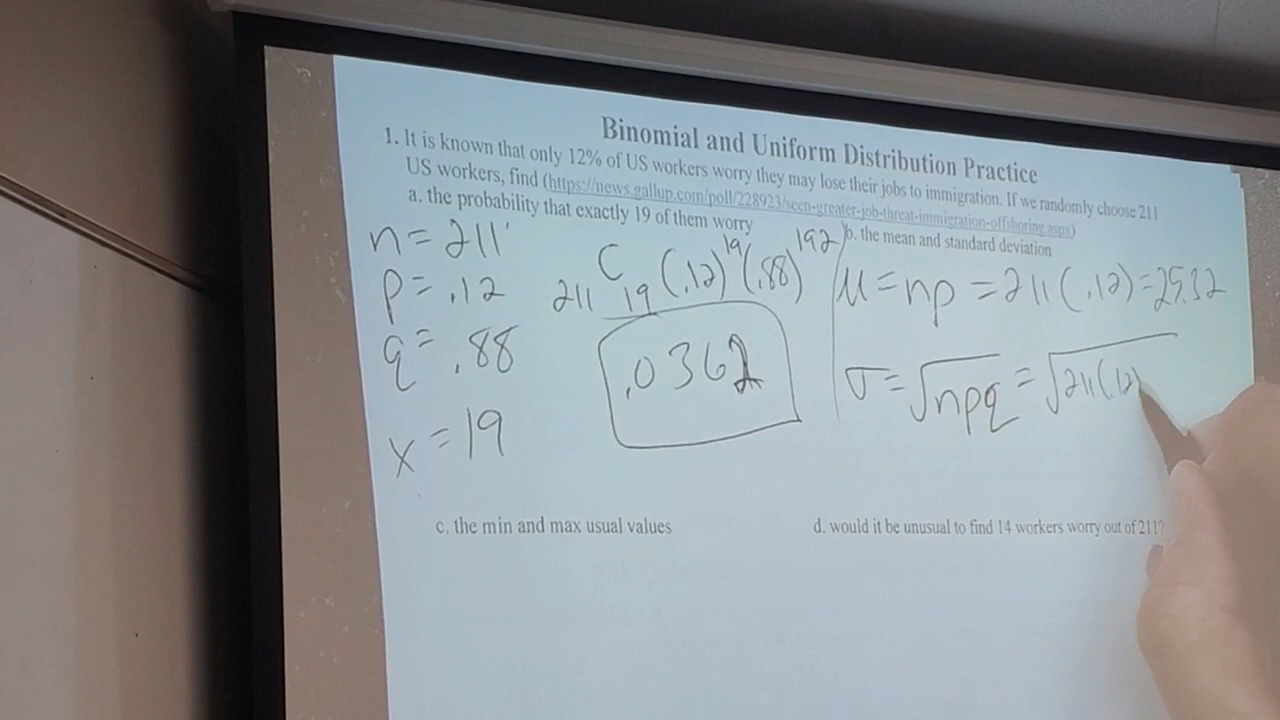 Binomial and Uniform Distribution Practice
1. It is known that only 12% of US workers worry they may lose their jobs to immigration. If we randomly choose 211
US workers, find (https://news.gallup.com/poll/228923/seen-greater-job-threat-immigration-offshoring.aspx)
a. the probability that exactly 19 of them worry
b. the mean and standard deviation
n = 211
p = .12
q = .88
x = 19
211 C 19 (.12)^19 (.88)^192
.0362
μ = np = 211 (.12) = 25.32
σ = √npq = √211(.12)
c. the min and max usual values
d. would it be unusual to find 14 workers worry out of 211?